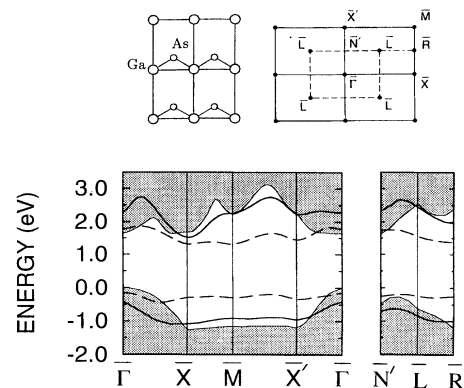 X̄′ M̄
As L̄ N̄′ L̄ R̄
Ga
Γ̄ X̄
L̄ L̄
ENERGY (eV)
3.0
2.0
1.0
0.0
-1.0
-2.0
Γ̄ X̄ M̄ X̄′ Γ̄ N̄′ L̄ R̄